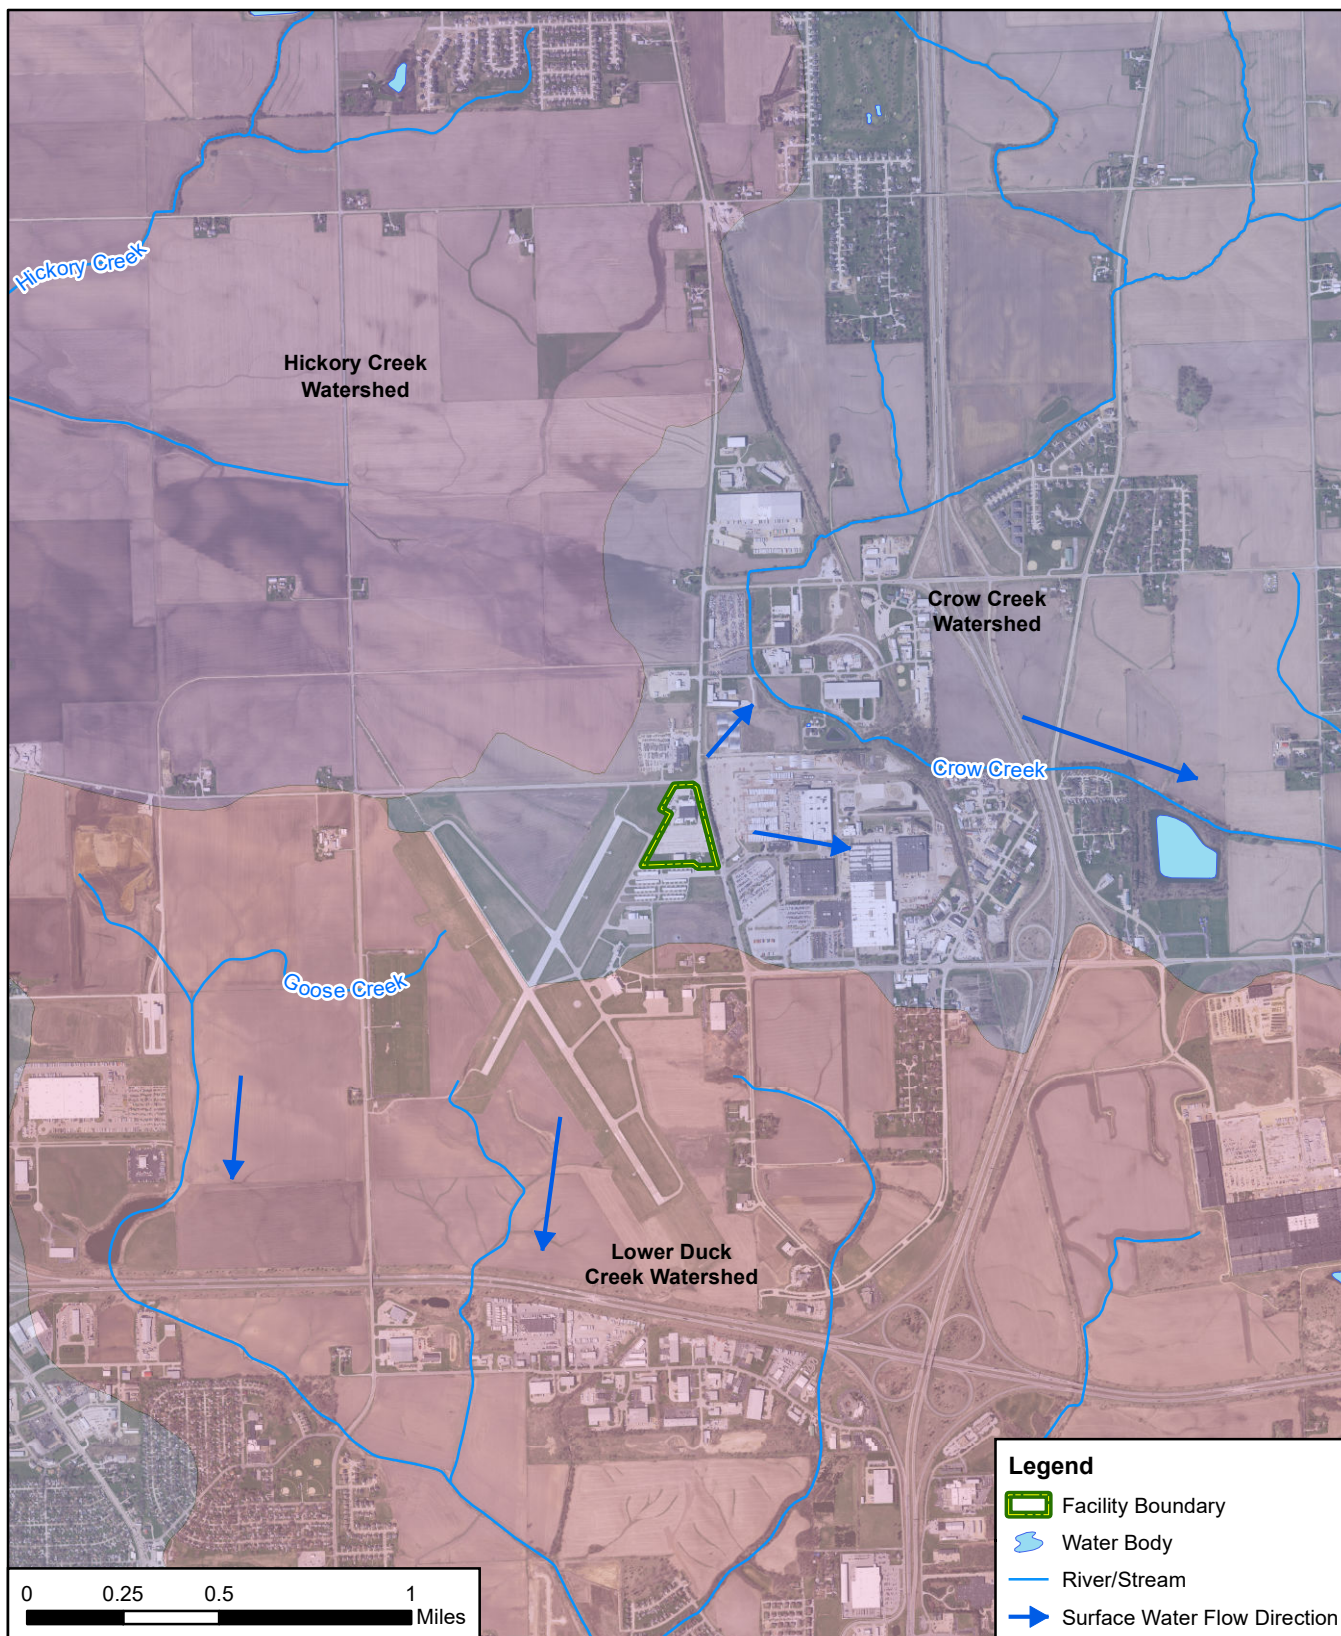 Hickory Creek
Hickory Creek
Watershed
Crow Creek
Watershed
Crow Creek
Goose Creek
Lower Duck
Creek Watershed
Legend
Facility Boundary
Water Body
River/Stream
Surface Water Flow Direction
0 0.25 0.5 1
Miles